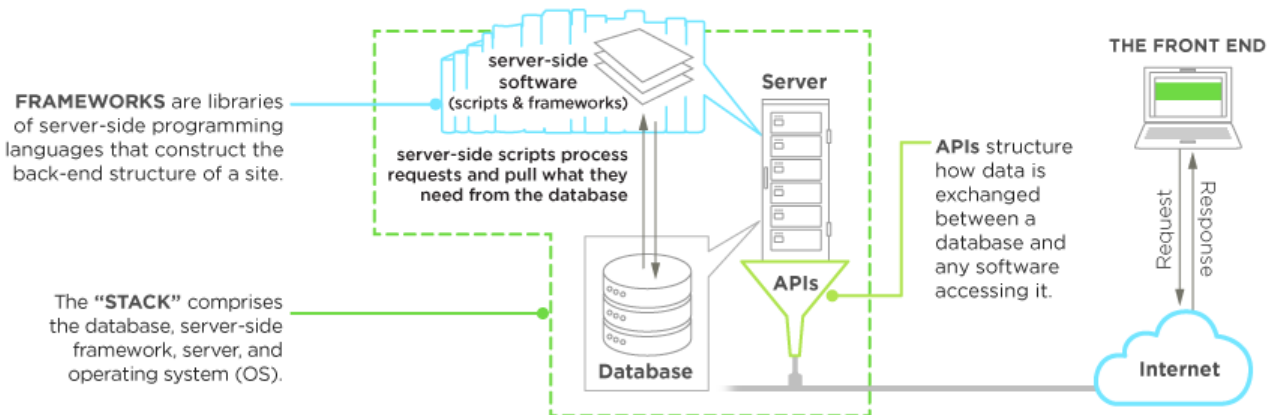 FRAMEWORKS are libraries
of server-side programming
languages that construct the
back-end structure of a site.
The “STACK” comprises
the database, server-side
framework, server, and
operating system (OS).
server-side
software
(scripts & frameworks)
server-side scripts process
requests and pull what they
need from the database
Database
Server
APIs
APIs structure
how data is
exchanged
between a
database and
any software
accessing it.
THE FRONT END
Request
Response
Internet